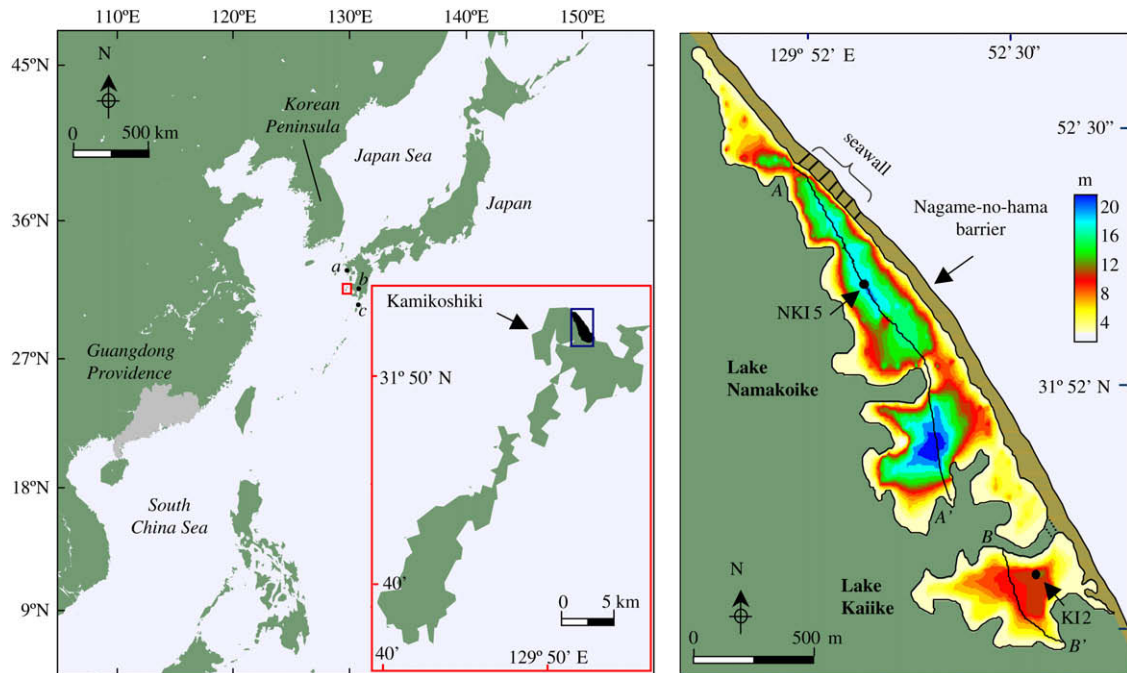 110ºE
120ºE
130ºE
140ºE
150ºE
45ºN
36ºN
27ºN
18ºN
9ºN
N
0 500 km
Korean
Peninsula
Japan Sea
Japan
a
b
c
Guangdong
Providence
South
China Sea
Kamikoshiki
31º 50’ N
40’
0 5 km
40’
129º 50’ E
129º 52’ E
52’ 30”
52’ 30”
seawall
A
Nagame-no-hama
barrier
m
20
16
12
8
4
NKI 5
Lake
Namakoike
31º 52’ N
A’
B
Lake
Kaiike
KI 2
B’
N
0 500 m